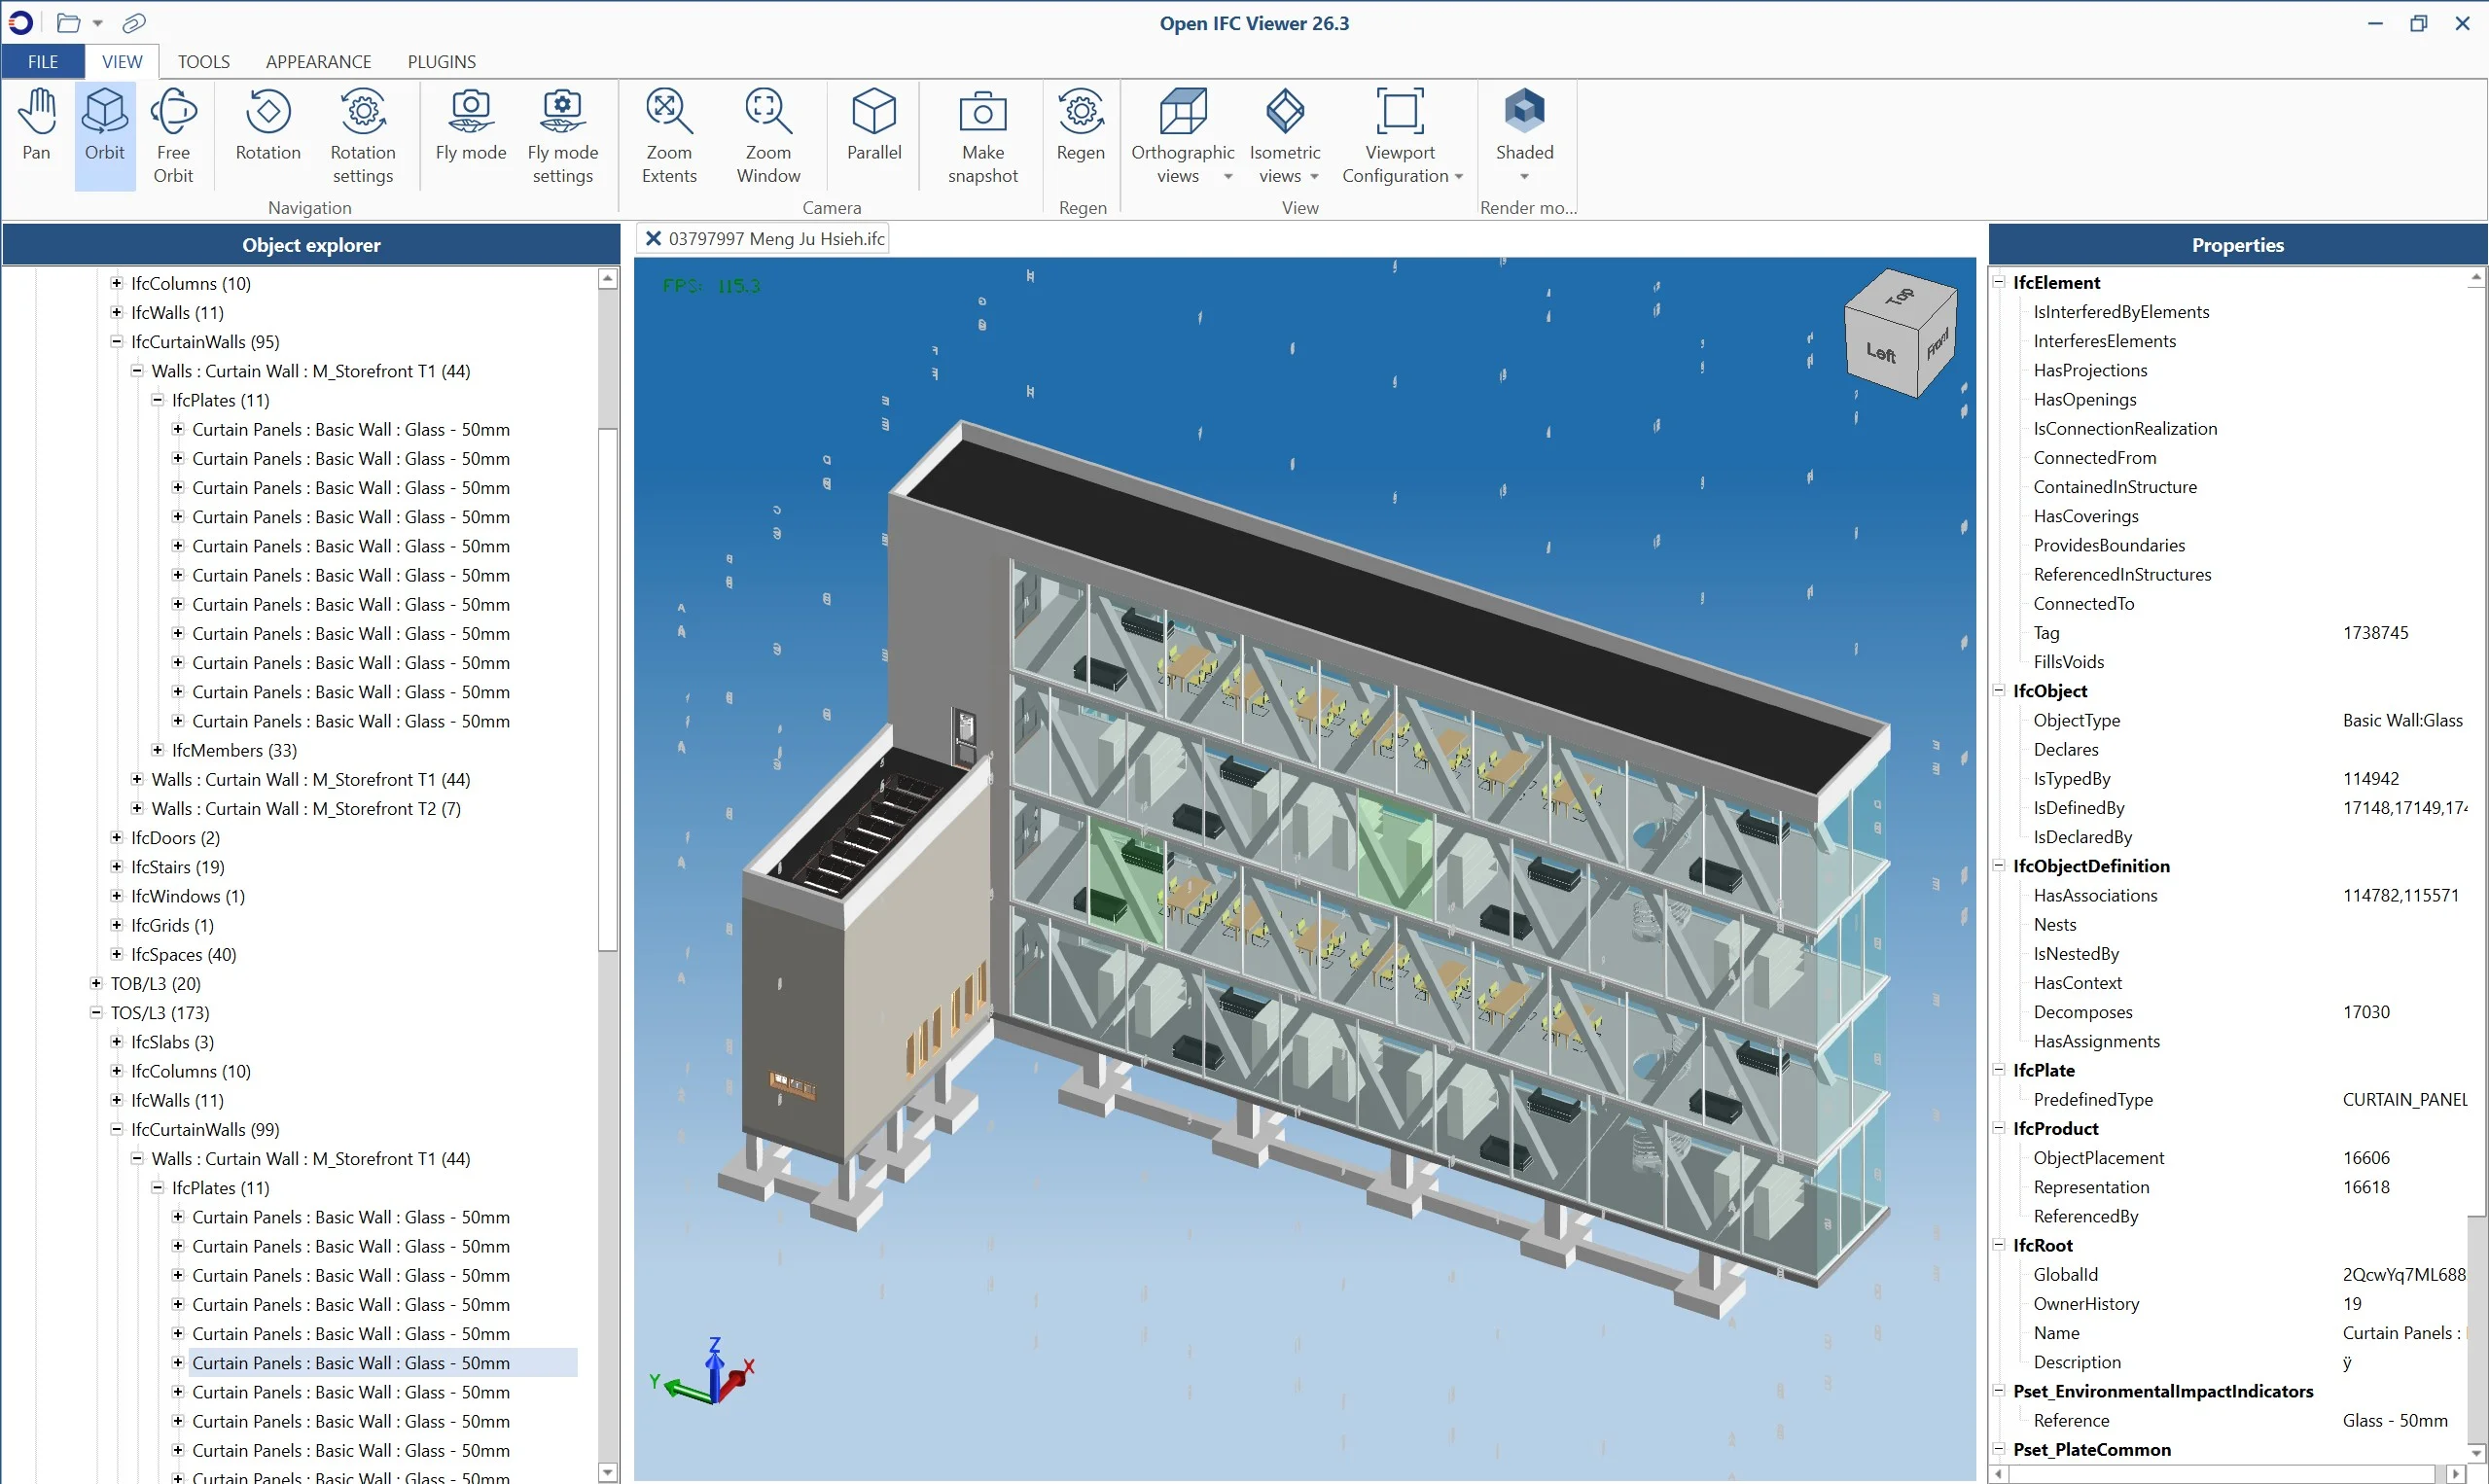 Open IFC Viewer 26.3
FILE
VIEW
TOOLS
APPEARANCE
PLUGINS
Pan
Orbit
Free
Orbit
Rotation
Rotation
settings
Fly mode
Fly mode
settings
Zoom
Extents
Zoom
Window
Parallel
Make
snapshot
Regen
Orthographic
views
Isometric
views
Viewport
Configuration
Shaded
Navigation
Camera
Regen
View
Render mo...
Object explorer
IfcColumns (10)
IfcWalls (11)
IfcCurtainWalls (95)
Walls : Curtain Wall : M_Storefront T1 (44)
IfcPlates (11)
Curtain Panels : Basic Wall : Glass - 50mm
Curtain Panels : Basic Wall : Glass - 50mm
Curtain Panels : Basic Wall : Glass - 50mm
Curtain Panels : Basic Wall : Glass - 50mm
Curtain Panels : Basic Wall : Glass - 50mm
Curtain Panels : Basic Wall : Glass - 50mm
Curtain Panels : Basic Wall : Glass - 50mm
Curtain Panels : Basic Wall : Glass - 50mm
Curtain Panels : Basic Wall : Glass - 50mm
Curtain Panels : Basic Wall : Glass - 50mm
Curtain Panels : Basic Wall : Glass - 50mm
IfcMembers (33)
Walls : Curtain Wall : M_Storefront T1 (44)
Walls : Curtain Wall : M_Storefront T2 (7)
IfcDoors (2)
IfcStairs (19)
IfcWindows (1)
IfcGrids (1)
IfcSpaces (40)
TOB/L3 (20)
TOS/L3 (173)
IfcSlabs (3)
IfcColumns (10)
IfcWalls (11)
IfcCurtainWalls (99)
Walls : Curtain Wall : M_Storefront T1 (44)
IfcPlates (11)
Curtain Panels : Basic Wall : Glass - 50mm
Curtain Panels : Basic Wall : Glass - 50mm
Curtain Panels : Basic Wall : Glass - 50mm
Curtain Panels : Basic Wall : Glass - 50mm
Curtain Panels : Basic Wall : Glass - 50mm
Curtain Panels : Basic Wall : Glass - 50mm
Curtain Panels : Basic Wall : Glass - 50mm
Curtain Panels : Basic Wall : Glass - 50mm
Curtain Panels : Basic Wall : Glass - 50mm
Curtain Panels : Basic Wall : Glass - 50mm
03797997 Meng Ju Hsieh.ifc
FPS: 115.3
Top
Left
Front
Z
Y
X
Properties
IfcElement
IsInterferedByElements
InterferesElements
HasProjections
HasOpenings
IsConnectionRealization
ConnectedFrom
ContainedInStructure
HasCoverings
ProvidesBoundaries
ReferencedInStructures
ConnectedTo
Tag 1738745
FillsVoids
IfcObject
ObjectType Basic Wall:Glass
Declares
IsTypedBy 114942
IsDefinedBy 17148,17149,174
IsDeclaredBy
IfcObjectDefinition
HasAssociations 114782,115571
Nests
IsNestedBy
HasContext
Decomposes 17030
HasAssignments
IfcPlate
PredefinedType CURTAIN_PANEL
IfcProduct
ObjectPlacement 16606
Representation 16618
ReferencedBy
IfcRoot
GlobalId 2QcwYq7ML688
OwnerHistory 19
Name Curtain Panels :
Description ÿ
Pset_EnvironmentalImpactIndicators
Reference Glass - 50mm
Pset_PlateCommon